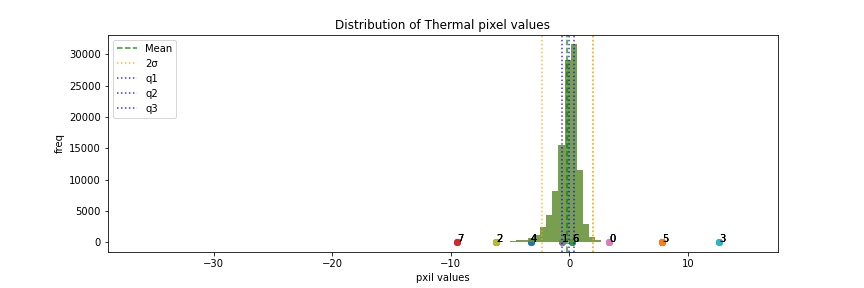 Distribution of Thermal pixel values
Mean
2σ
q1
q2
q3
freq
30000
25000
20000
15000
10000
5000
0
7 2 4 1 6 0 5 3
−30 −20 −10 0 10
pxil values